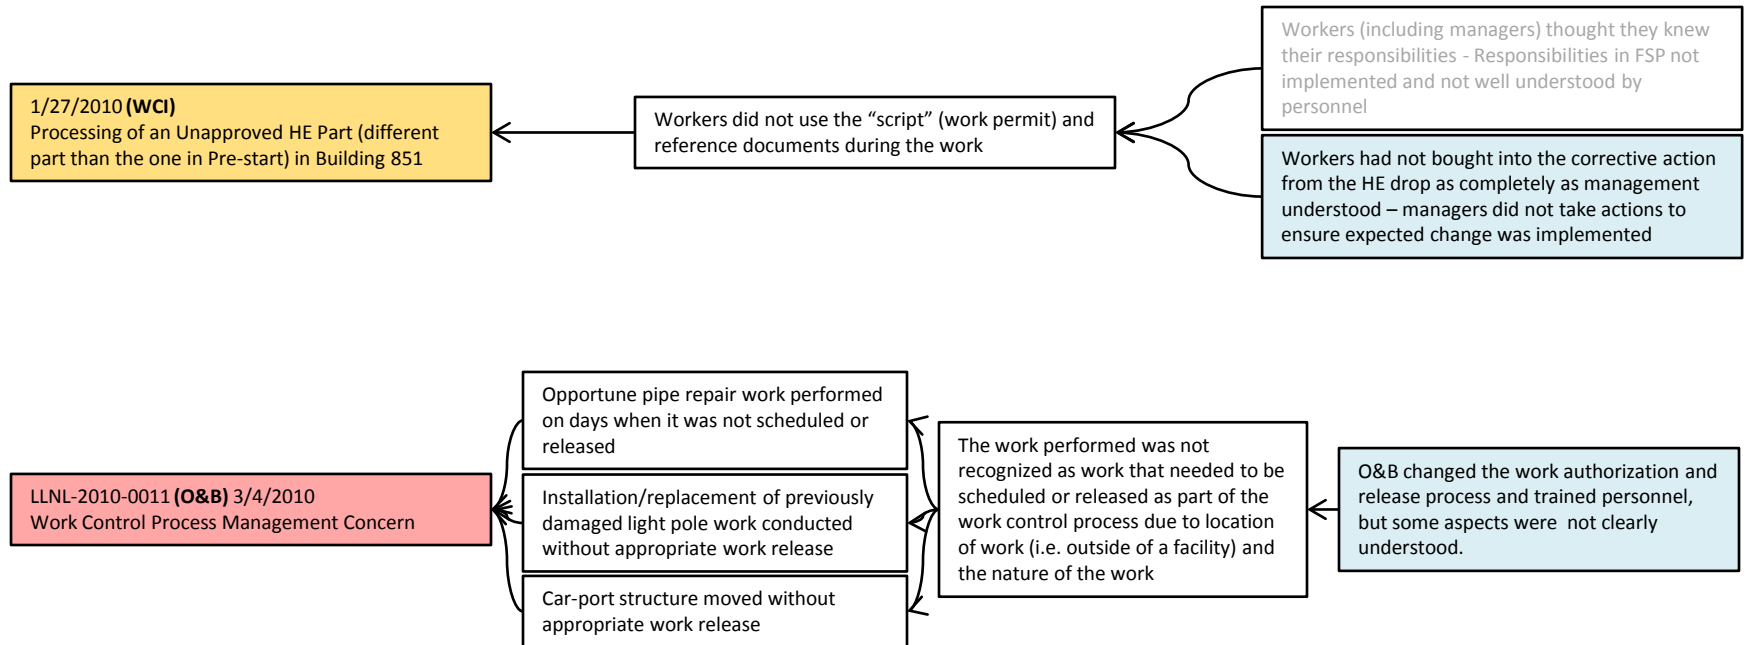 Workers (including managers) thought they knew
their responsibilities - Responsibilities in FSP not
implemented and not well understood by
personnel
1/27/2010 (WCI)
Processing of an Unapproved HE Part (different
part than the one in Pre-start) in Building 851
Workers did not use the “script” (work permit) and
reference documents during the work
Workers had not bought into the corrective action
from the HE drop as completely as management
understood – managers did not take actions to
ensure expected change was implemented
Opportune pipe repair work performed
on days when it was not scheduled or
released
LLNL-2010-0011 (O&B) 3/4/2010
Work Control Process Management Concern
Installation/replacement of previously
damaged light pole work conducted
without appropriate work release
Car-port structure moved without
appropriate work release
The work performed was not
recognized as work that needed to be
scheduled or released as part of the
work control process due to location
of work (i.e. outside of a facility) and
the nature of the work
O&B changed the work authorization and
release process and trained personnel,
but some aspects were not clearly
understood.